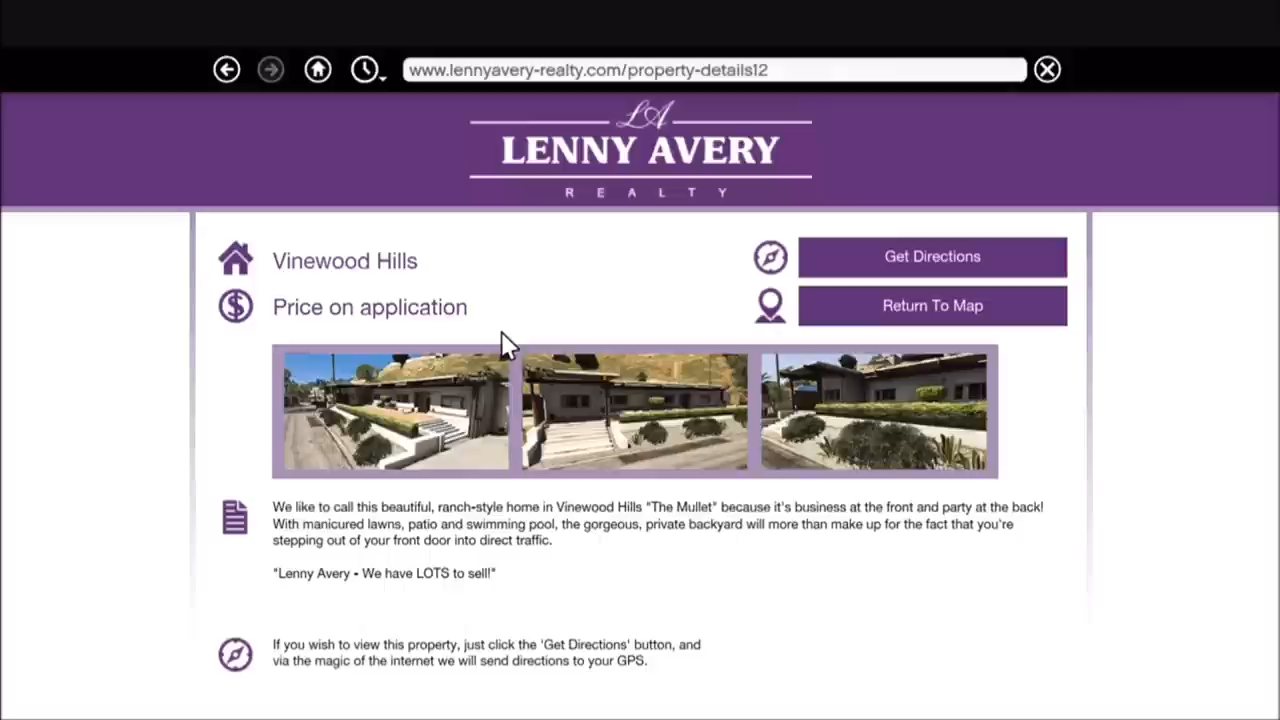 www.lennyavery-realty.com/property-details12
LA
LENNY AVERY
REALTY
Vinewood Hills
Get Directions
Price on application
Return To Map
We like to call this beautiful, ranch-style home in Vinewood Hills "The Mullet" because it's business at the front and party at the back!
With manicured lawns, patio and swimming pool, the gorgeous, private backyard will more than make up for the fact that you're
stepping out of your front door into direct traffic.
"Lenny Avery - We have LOTS to sell!"
If you wish to view this property, just click the 'Get Directions' button, and
via the magic of the internet we will send directions to your GPS.